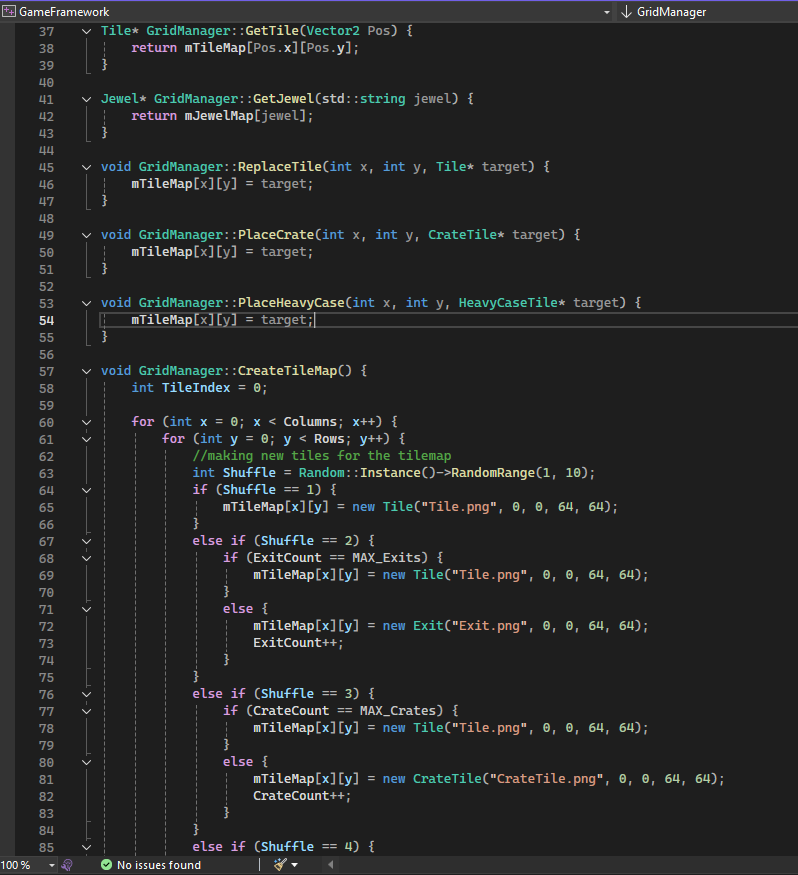 GameFramework
GridManager
37 Tile* GridManager::GetTile(Vector2 Pos) {
38 return mTileMap[Pos.x][Pos.y];
39 }
40
41 Jewel* GridManager::GetJewel(std::string jewel) {
42 return mJewelMap[jewel];
43 }
44
45 void GridManager::ReplaceTile(int x, int y, Tile* target) {
46 mTileMap[x][y] = target;
47 }
48
49 void GridManager::PlaceCrate(int x, int y, CrateTile* target) {
50 mTileMap[x][y] = target;
51 }
52
53 void GridManager::PlaceHeavyCase(int x, int y, HeavyCaseTile* target) {
54 mTileMap[x][y] = target;
55 }
56
57 void GridManager::CreateTileMap() {
58 int TileIndex = 0;
59
60 for (int x = 0; x < Columns; x++) {
61 for (int y = 0; y < Rows; y++) {
62 //making new tiles for the tilemap
63 int Shuffle = Random::Instance()->RandomRange(1, 10);
64 if (Shuffle == 1) {
65 mTileMap[x][y] = new Tile("Tile.png", 0, 0, 64, 64);
66 }
67 else if (Shuffle == 2) {
68 if (ExitCount == MAX_Exits) {
69 mTileMap[x][y] = new Tile("Tile.png", 0, 0, 64, 64);
70 }
71 else {
72 mTileMap[x][y] = new Exit("Exit.png", 0, 0, 64, 64);
73 ExitCount++;
74 }
75 }
76 else if (Shuffle == 3) {
77 if (CrateCount == MAX_Crates) {
78 mTileMap[x][y] = new Tile("Tile.png", 0, 0, 64, 64);
79 }
80 else {
81 mTileMap[x][y] = new CrateTile("CrateTile.png", 0, 0, 64, 64);
82 CrateCount++;
83 }
84 }
85 else if (Shuffle == 4) {
100 % No issues found